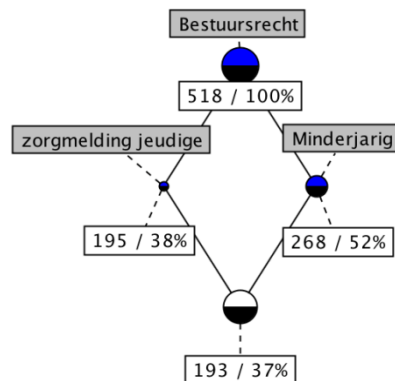 Bestuursrecht
518 / 100%
zorgmelding jeudige
Minderjarig
195 / 38%
268 / 52%
193 / 37%